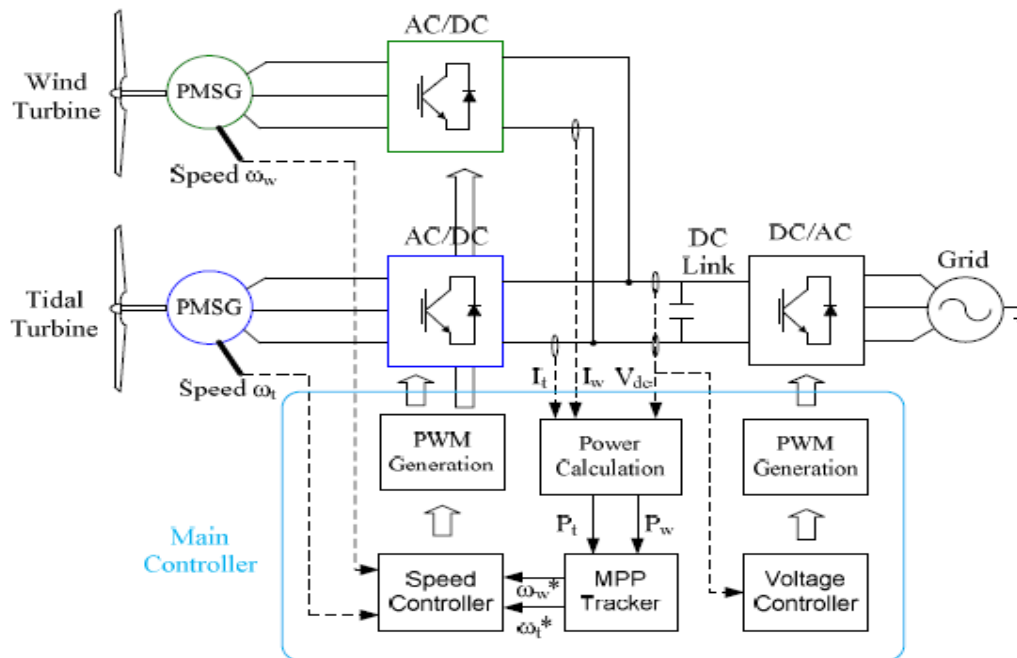 AC/DC
Wind
Turbine
PMSG
Speed ωw
AC/DC
DC
Link
DC/AC
Grid
Tidal
Turbine
PMSG
Speed ωt
It
Iw
Vdc
PWM
Generation
Power
Calculation
PWM
Generation
Pt
Pw
Main
Controller
Speed
Controller
ωw*
ωt*
MPP
Tracker
Voltage
Controller